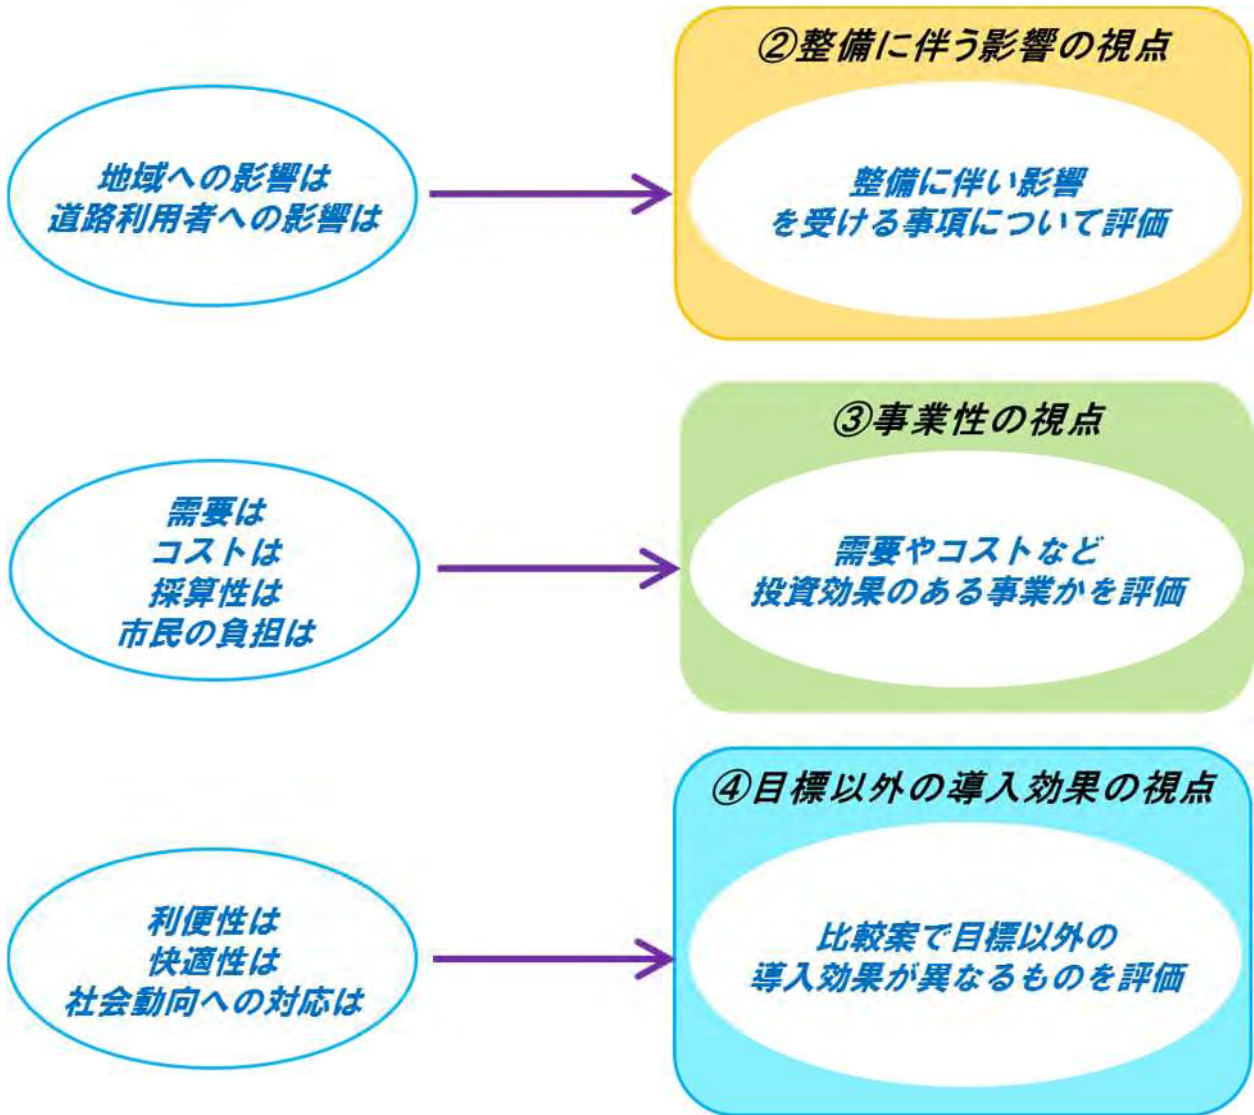 地域への影響は
道路利用者への影響は
②整備に伴う影響の視点
整備に伴い影響
を受ける事項について評価
需要は
コストは
採算性は
市民の負担は
③事業性の視点
需要やコストなど
投資効果のある事業かを評価
利便性は
快適性は
社会動向への対応は
④目標以外の導入効果の視点
比較案で目標以外の
導入効果が異なるものを評価